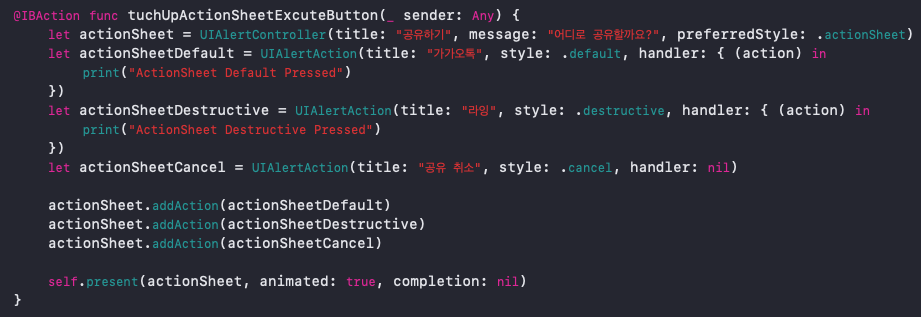 @IBAction func tuchUpActionSheetExcuteButton(_ sender: Any) {
let actionSheet = UIAlertController(title: "공유하기", message: "어디로 공유할까요?", preferredStyle: .actionSheet)
let actionSheetDefault = UIAlertAction(title: "가가오톡", style: .default, handler: { (action) in
print("ActionSheet Default Pressed")
})
let actionSheetDestructive = UIAlertAction(title: "라잉", style: .destructive, handler: { (action) in
print("ActionSheet Destructive Pressed")
})
let actionSheetCancel = UIAlertAction(title: "공유 취소", style: .cancel, handler: nil)
actionSheet.addAction(actionSheetDefault)
actionSheet.addAction(actionSheetDestructive)
actionSheet.addAction(actionSheetCancel)
self.present(actionSheet, animated: true, completion: nil)
}